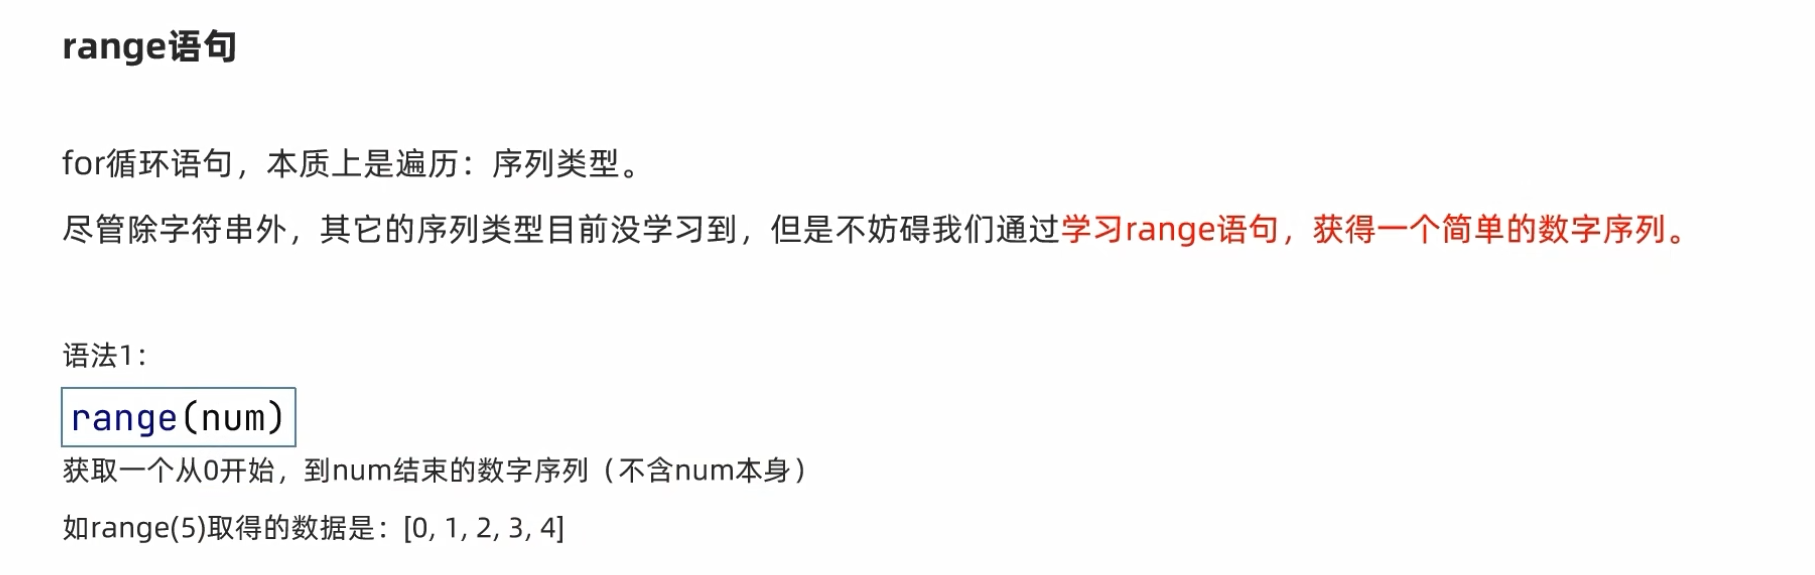 range语句
for循环语句，本质上是遍历：序列类型。
尽管除字符串外，其它的序列类型目前没学习到，但是不妨碍我们通过学习range语句，获得一个简单的数字序列。
语法1：
range(num)
获取一个从0开始，到num结束的数字序列（不含num本身）
如range(5)取得的数据是：[0, 1, 2, 3, 4]